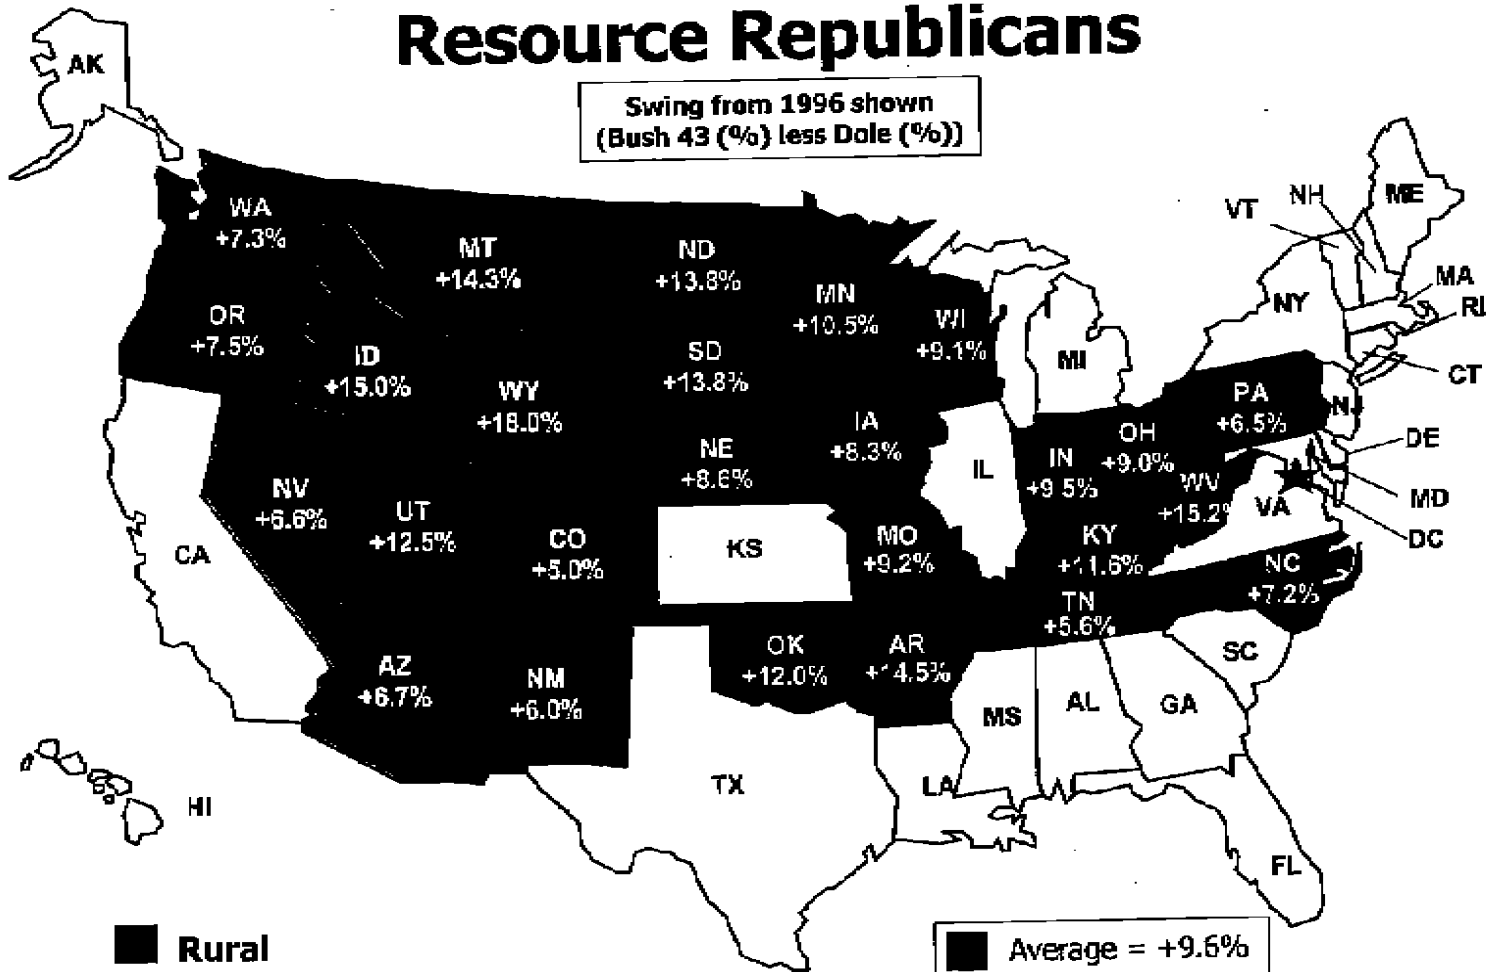 Resource Republicans
Swing from 1996 shown
(Bush 43 (%) less Dole (%))
AK
WA
+7.3%
MT
+14.3%
ND
+13.8%
MN
+10.5%
WI
+9.1%
OR
+7.5%
ID
+15.0%
WY
+18.0%
SD
+13.8%
IA
+8.3%
NE
+8.6%
NV
+6.6%
UT
+12.5%
CO
+5.0%
KS
MO
+9.2%
CA
AZ
+6.7%
NM
+6.0%
OK
+12.0%
AR
+14.5%
TX
LA
MS
AL
GA
FL
SC
NC
+7.2%
TN
+5.6%
KY
+11.6%
WV
+15.2%
VA
IL
IN
+9.5%
OH
+9.0%
PA
+6.5%
MI
NY
VT
NH
ME
MA
RI
CT
NJ
DE
MD
DC
HI
Rural
Average = +9.6%